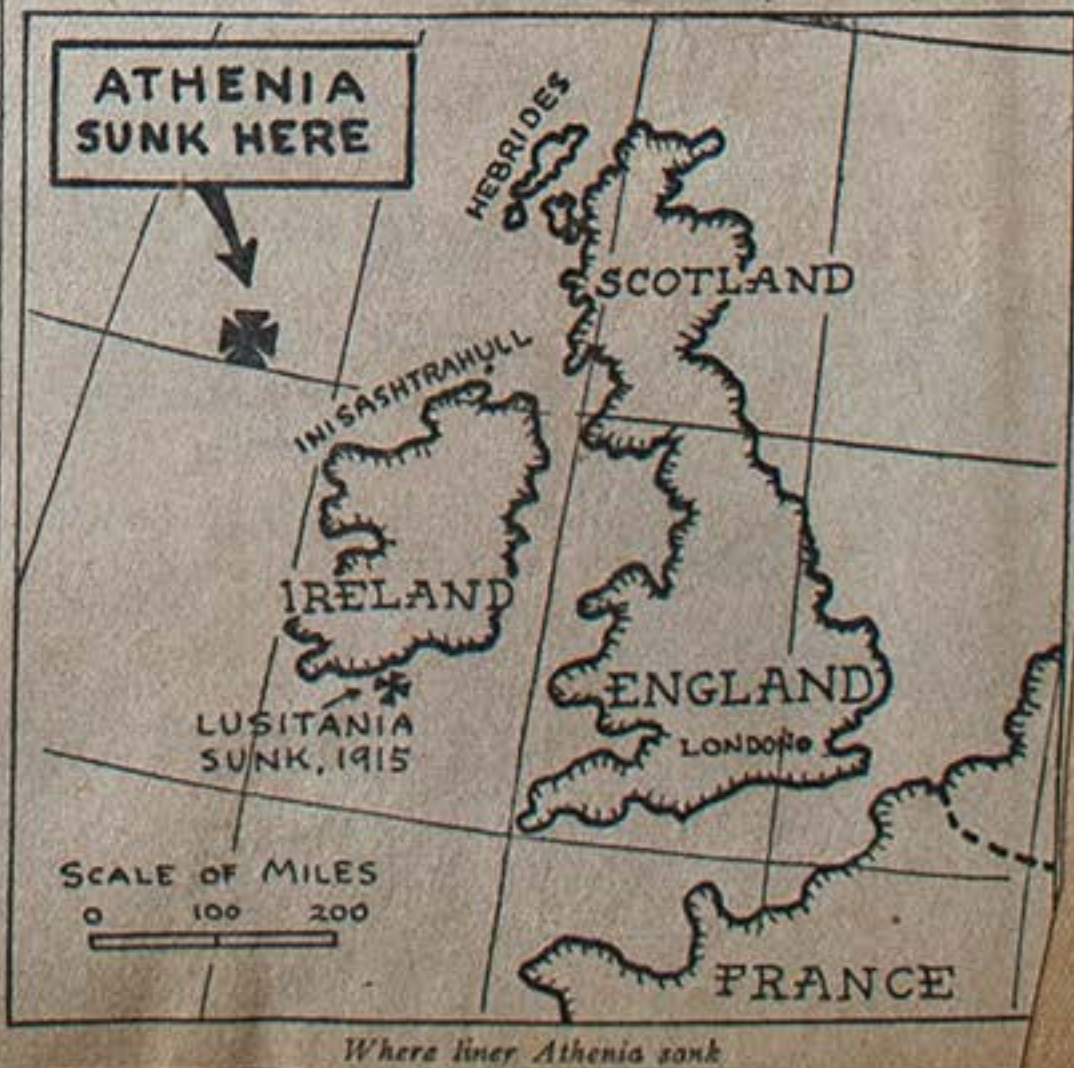 ATHENIA
SUNK HERE
HEBRIDES
SCOTLAND
INISASHTRAHULL
IRELAND
ENGLAND
LUSITANIA
SUNK, 1915
LONDON
SCALE OF MILES
0 100 200
FRANCE
Where liner Athenia sank